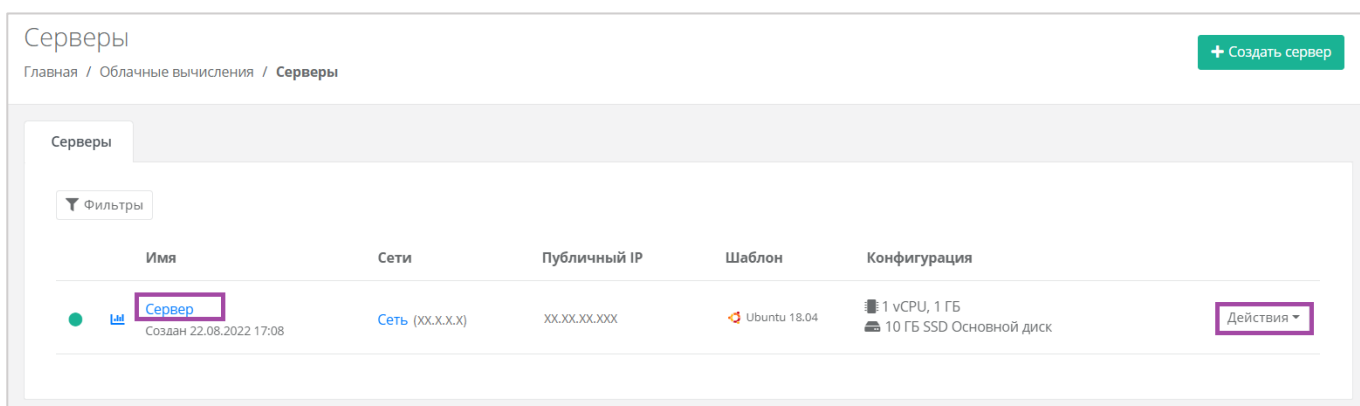 Серверы
Главная / Облачные вычисления / Серверы
+ Создать сервер
Серверы
Фильтры
Имя Сети Публичный IP Шаблон Конфигурация
Сервер
Создан 22.08.2022 17:08
Сеть (XX.X.X.X)
XX.XX.XX.XXX
Ubuntu 18.04
1 vCPU, 1 ГБ
10 ГБ SSD Основной диск
Действия